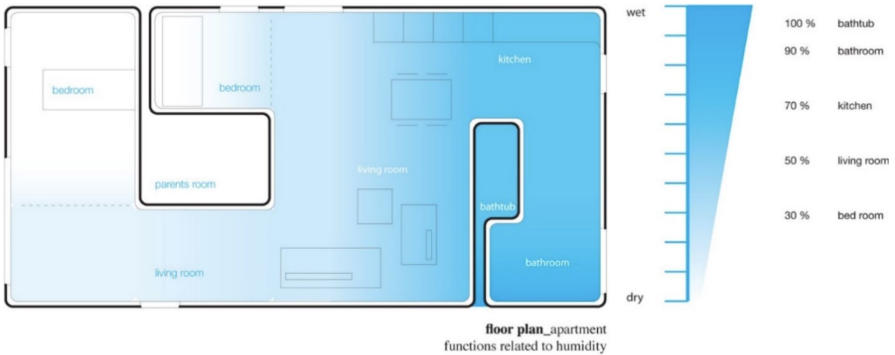 bedroom
bedroom
kitchen
parents room
living room
bathtub
living room
bathroom
wet
100 % bathtub
90 % bathroom
70 % kitchen
50 % living room
30 % bed room
dry
floor plan_apartment
functions related to humidity